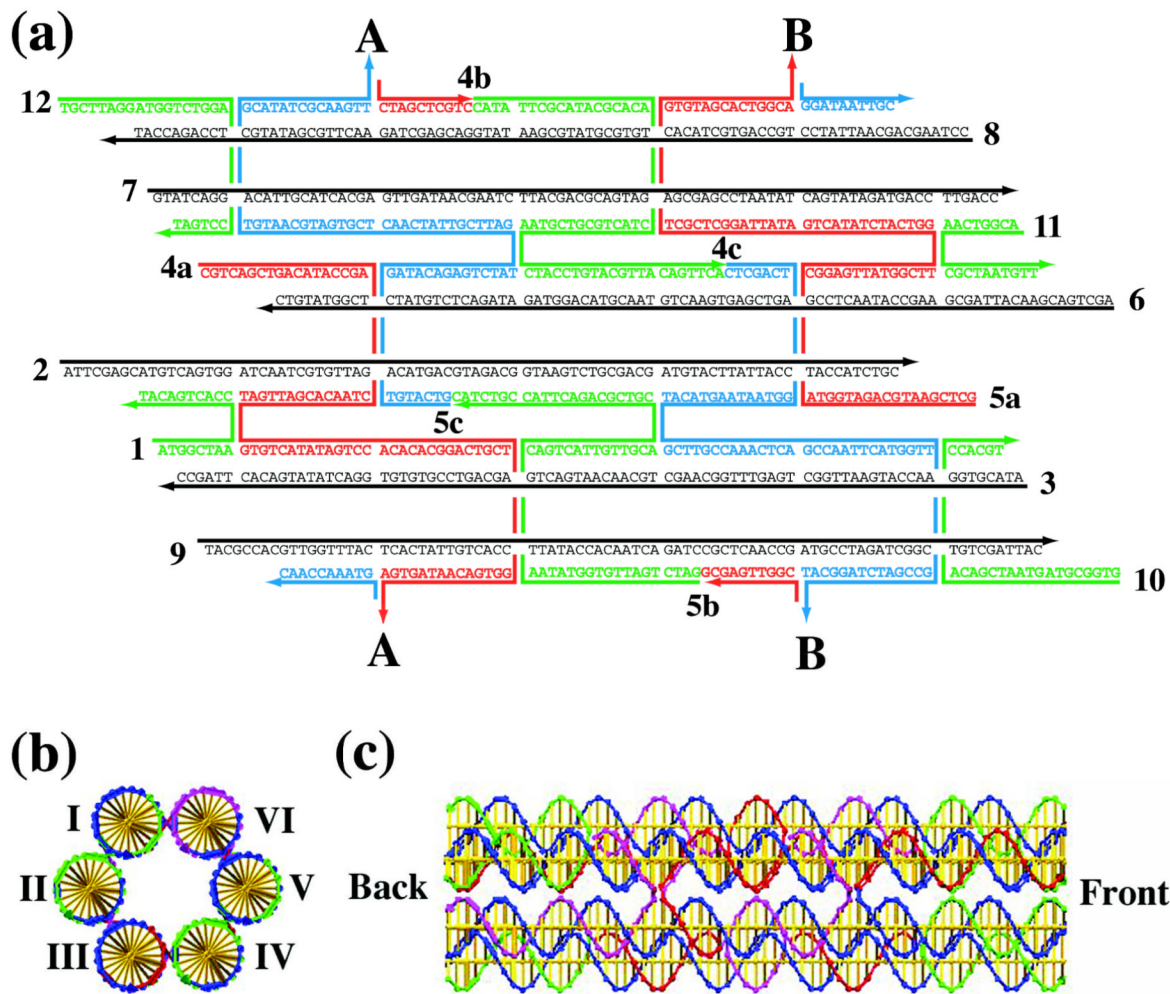 (a)
A B
4b
12 TGCTTAGGATGGTCTGGA GCATATCGCAAGTT CTAGCTCGTCCATA TTCGCATACGCACA GTGTAGCACTGGCA GGATAATTGC
TACCAGACCT CGTATAGCGTTCAA GATCGAGCAGGTAT AAGCGTATGCGTGT CACATCGTGACCGT CCTATTAACGACGAATCC 8
7 GTATCAGG ACATTGCATCACGA GTTGATAACGAATC TTACGACGCAGTAG AGCGAGCCTAATAT CAGTATAGATGACC TTGACC
TAGTCC TGTAACGTAGTGCT CAACTATTGCTTAG AATGCTGCGTCATC TCGCTCGGATTATA GTCATATCTACTGG AACTGGCA 11
4c
4a CGTCAGCTGACATACCGA GATACAGAGTCTAT CTACCTGTACGTTA CAGTTCACTCGACT CGGAGTTATGGCTT CGCTAATGTT
CTGTATGGCT CTATGTCTCAGATA GATGGACATGCAAT GTCAAGTGAGCTGA GCCTCAATACCGAA GCGATTACAAGCAGTCGA 6
2 ATTCGAGCATGTCAGTGG ATCAATCGTGTTAG ACATGACGTAGACG GTAAGTCTGCGACG ATGTACTTATTACC TACCATCTGC
TACAGTCACC TAGTTAGCACAATC TGTACTGCATCTGC CATTCAGACGCTGC TACATGAATAATGG ATGGTAGACGTAAGCTCG 5a
5c
1 ATGGCTAA GTGTCATATAGTCC ACACACGGACTGCT CAGTCATTGTTGCA GCTTGCCAAACTCA GCCAATTCATGGTT CCACGT
CCGATT CACAGTATATCAGG TGTGTGCCTGACGA GTCAGTAACAACGT CGAACGGTTTGAGT CGGTTAAGTACCAA GGTGCATA 3
9 TACGCCACGTTGGTTTAC TCACTATTGTCACC TTATACCACAATCA GATCCGCTCAACCG ATGCCTAGATCGGC TGTCGATTAC
CAACCAAATG AGTGATAACAGTGG AATATGGTGTTAGT CTAGGCGAGTTGGC TACGGATCTAGCCG ACAGCTAATGATGCGGTG 10
5b
A B
(b) (c)
I VI
II V
III IV
Back Front